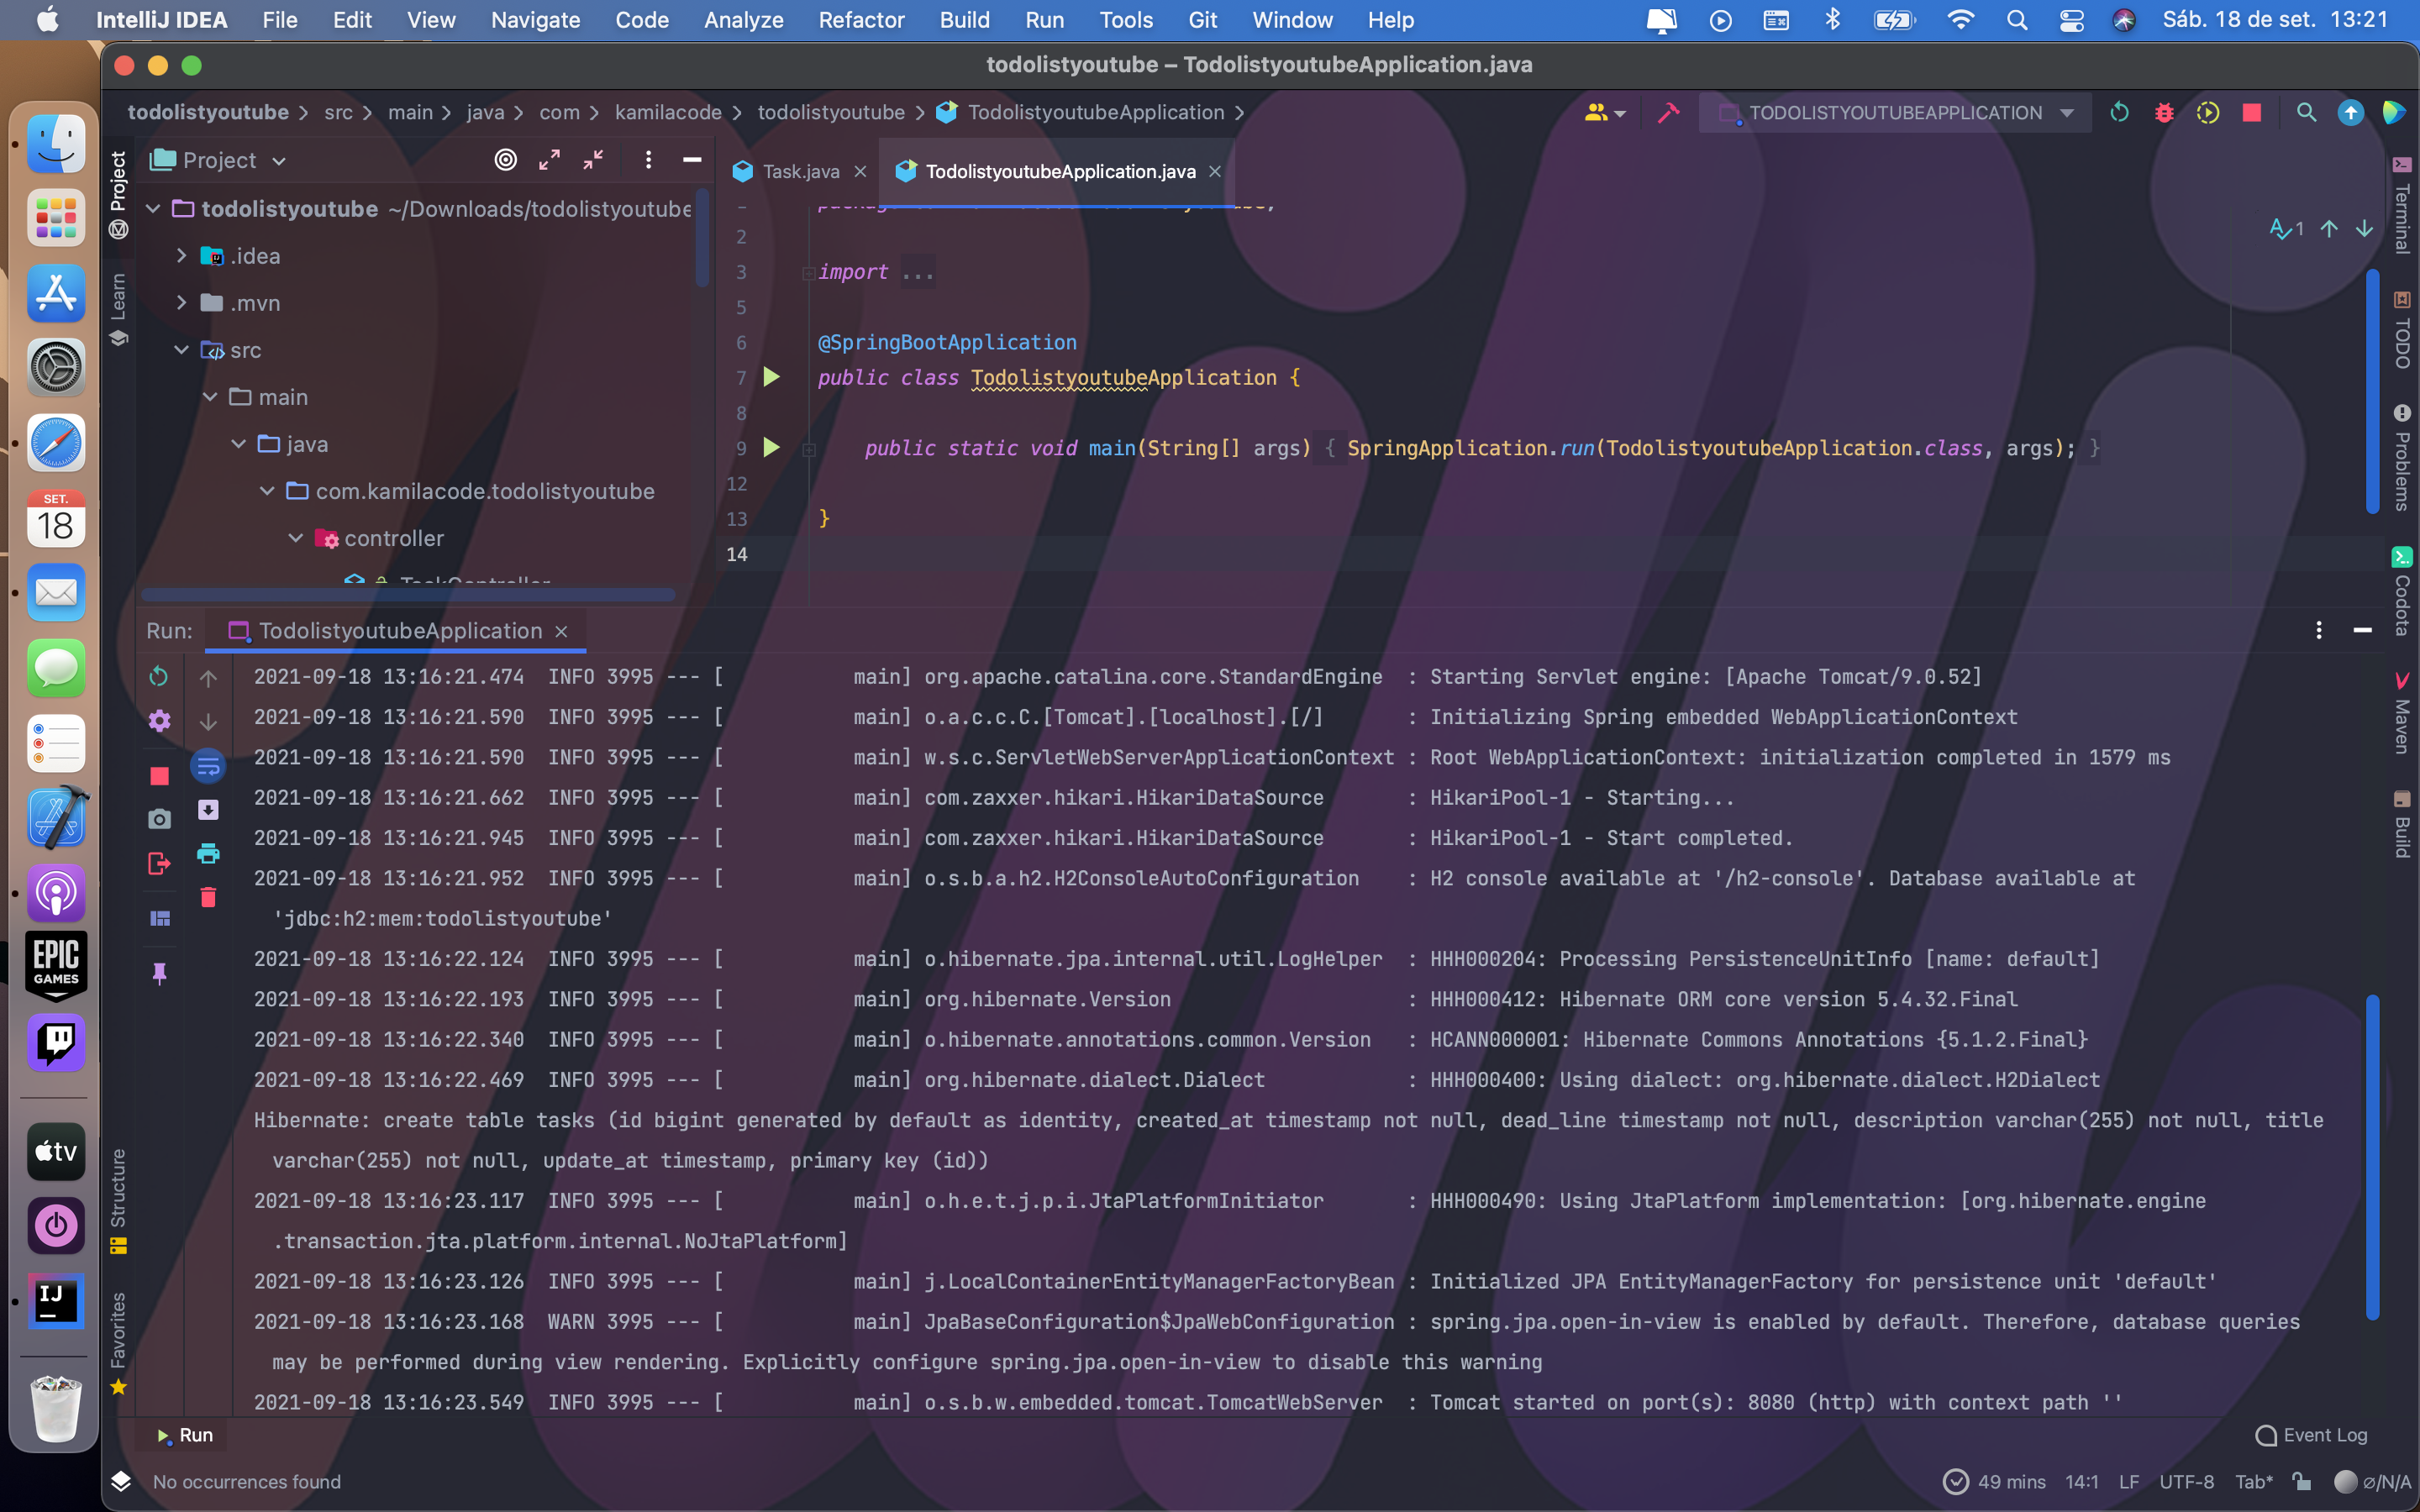 IntelliJ IDEA File Edit View Navigate Code Analyze Refactor Build Run Tools Git Window Help Sáb. 18 de set. 13:21
todolistyoutube – TodolistyoutubeApplication.java
todolistyoutube src main java com kamilacode todolistyoutube TodolistyoutubeApplication TODOLISTYOUTUBEAPPLICATION
Project
Task.java TodolistyoutubeApplication.java
todolistyoutube ~/Downloads/todolistyoutube
.idea
.mvn
src
main
java
com.kamilacode.todolistyoutube
controller
TaskController
Project
Learn
Structure
Favorites
2
3 import ...
5
6 @SpringBootApplication
7 public class TodolistyoutubeApplication {
8
9 public static void main(String[] args) { SpringApplication.run(TodolistyoutubeApplication.class, args); }
12
13 }
14
1
Terminal
TODO
Problems
Codota
Maven
Build
Run: TodolistyoutubeApplication
2021-09-18 13:16:21.474 INFO 3995 --- [ main] org.apache.catalina.core.StandardEngine : Starting Servlet engine: [Apache Tomcat/9.0.52]
2021-09-18 13:16:21.590 INFO 3995 --- [ main] o.a.c.c.C.[Tomcat].[localhost].[/] : Initializing Spring embedded WebApplicationContext
2021-09-18 13:16:21.590 INFO 3995 --- [ main] w.s.c.ServletWebServerApplicationContext : Root WebApplicationContext: initialization completed in 1579 ms
2021-09-18 13:16:21.662 INFO 3995 --- [ main] com.zaxxer.hikari.HikariDataSource : HikariPool-1 - Starting...
2021-09-18 13:16:21.945 INFO 3995 --- [ main] com.zaxxer.hikari.HikariDataSource : HikariPool-1 - Start completed.
2021-09-18 13:16:21.952 INFO 3995 --- [ main] o.s.b.a.h2.H2ConsoleAutoConfiguration : H2 console available at '/h2-console'. Database available at
'jdbc:h2:mem:todolistyoutube'
2021-09-18 13:16:22.124 INFO 3995 --- [ main] o.hibernate.jpa.internal.util.LogHelper : HHH000204: Processing PersistenceUnitInfo [name: default]
2021-09-18 13:16:22.193 INFO 3995 --- [ main] org.hibernate.Version : HHH000412: Hibernate ORM core version 5.4.32.Final
2021-09-18 13:16:22.340 INFO 3995 --- [ main] o.hibernate.annotations.common.Version : HCANN000001: Hibernate Commons Annotations {5.1.2.Final}
2021-09-18 13:16:22.469 INFO 3995 --- [ main] org.hibernate.dialect.Dialect : HHH000400: Using dialect: org.hibernate.dialect.H2Dialect
Hibernate: create table tasks (id bigint generated by default as identity, created_at timestamp not null, dead_line timestamp not null, description varchar(255) not null, title
varchar(255) not null, update_at timestamp, primary key (id))
2021-09-18 13:16:23.117 INFO 3995 --- [ main] o.h.e.t.j.p.i.JtaPlatformInitiator : HHH000490: Using JtaPlatform implementation: [org.hibernate.engine
.transaction.jta.platform.internal.NoJtaPlatform]
2021-09-18 13:16:23.126 INFO 3995 --- [ main] j.LocalContainerEntityManagerFactoryBean : Initialized JPA EntityManagerFactory for persistence unit 'default'
2021-09-18 13:16:23.168 WARN 3995 --- [ main] JpaBaseConfiguration$JpaWebConfiguration : spring.jpa.open-in-view is enabled by default. Therefore, database queries
may be performed during view rendering. Explicitly configure spring.jpa.open-in-view to disable this warning
2021-09-18 13:16:23.549 INFO 3995 --- [ main] o.s.b.w.embedded.tomcat.TomcatWebServer : Tomcat started on port(s): 8080 (http) with context path ''
Run Event Log
No occurrences found 49 mins 14:1 LF UTF-8 Tab* ∅/N/A
SET.
18
EPIC
GAMES
tv
IJ